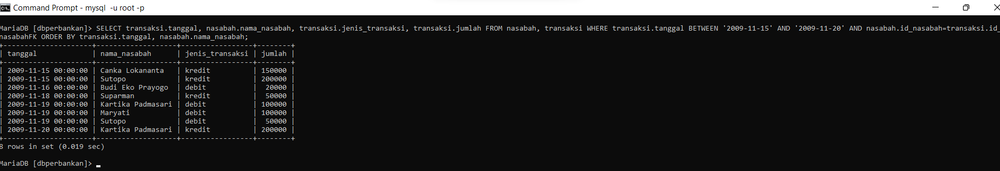 Command Prompt - mysql  -u root -p
MariaDB [dbperbankan]> SELECT transaksi.tanggal, nasabah.nama_nasabah, transaksi.jenis_transaksi, transaksi.jumlah FROM nasabah, transaksi WHERE transaksi.tanggal BETWEEN '2009-11-15' AND '2009-11-20' AND nasabah.id_nasabah=transaksi.id_
nasabahFK ORDER BY transaksi.tanggal, nasabah.nama_nasabah;
+---------------------+-------------------+-----------------+--------+
| tanggal             | nama_nasabah      | jenis_transaksi | jumlah |
+---------------------+-------------------+-----------------+--------+
| 2009-11-15 00:00:00 | Canka Lokananta   | kredit          | 150000 |
| 2009-11-15 00:00:00 | Sutopo            | kredit          | 200000 |
| 2009-11-16 00:00:00 | Budi Eko Prayogo  | debit           |  20000 |
| 2009-11-18 00:00:00 | Suparman          | kredit          |  50000 |
| 2009-11-19 00:00:00 | Kartika Padmasari | debit           | 100000 |
| 2009-11-19 00:00:00 | Maryati           | debit           | 100000 |
| 2009-11-19 00:00:00 | Sutopo            | debit           |  50000 |
| 2009-11-20 00:00:00 | Kartika Padmasari | kredit          | 200000 |
+---------------------+-------------------+-----------------+--------+
8 rows in set (0.019 sec)
MariaDB [dbperbankan]>